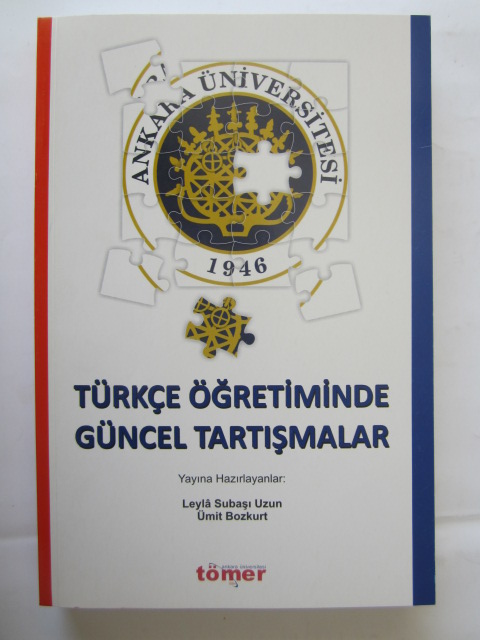 ANKARA ÜNİVERSİTESİ
1946
TÜRKÇE ÖĞRETİMİNDE
GÜNCEL TARTIŞMALAR
Yayına Hazırlayanlar:
Leylâ Subaşı Uzun
Ümit Bozkurt
tömer